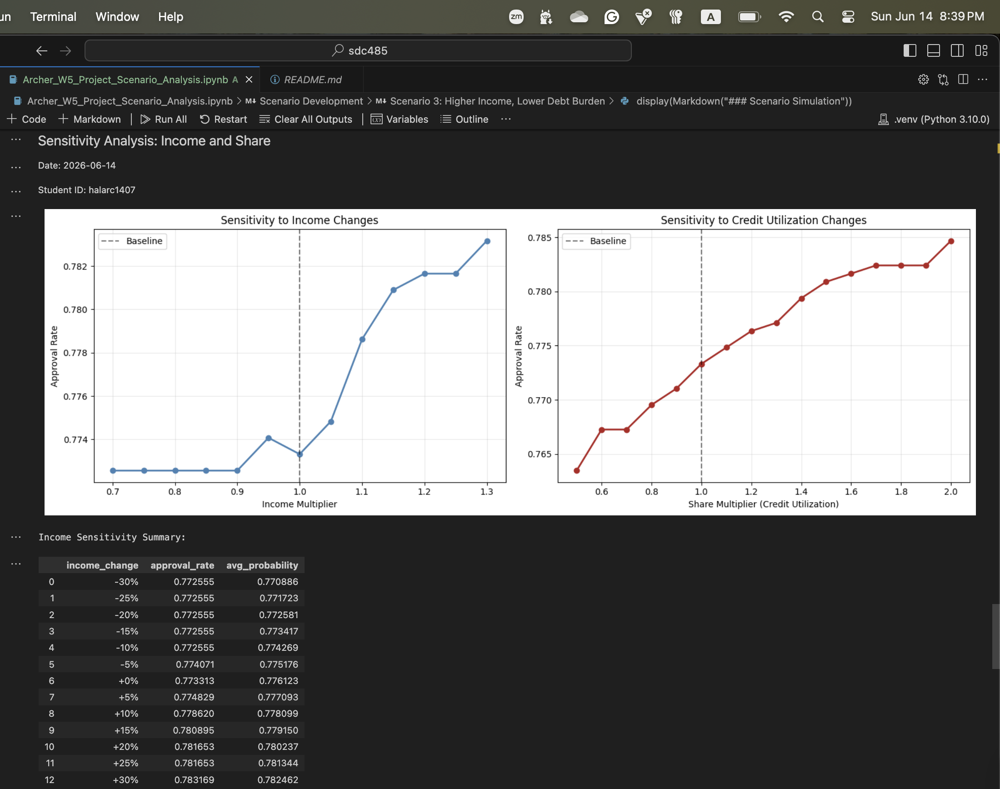 un Terminal Window Help zm A Sun Jun 14 8:39 PM
sdc485
Archer_W5_Project_Scenario_Analysis.ipynb A README.md
Archer_W5_Project_Scenario_Analysis.ipynb > M↓ Scenario Development > M↓ Scenario 3: Higher Income, Lower Debt Burden > display(Markdown("### Scenario Simulation"))
+ Code + Markdown | Run All Restart Clear All Outputs | Variables Outline ... .venv (Python 3.10.0)
Sensitivity Analysis: Income and Share
Date: 2026-06-14
Student ID: halarc1407
Sensitivity to Income Changes
Baseline
0.782
0.780
0.778
0.776
0.774
Approval Rate
0.7 0.8 0.9 1.0 1.1 1.2 1.3
Income Multiplier
Sensitivity to Credit Utilization Changes
Baseline
0.785
0.780
0.775
0.770
0.765
Approval Rate
0.6 0.8 1.0 1.2 1.4 1.6 1.8 2.0
Share Multiplier (Credit Utilization)
Income Sensitivity Summary:
income_change approval_rate avg_probability
0 -30% 0.772555 0.770886
1 -25% 0.772555 0.771723
2 -20% 0.772555 0.772581
3 -15% 0.772555 0.773417
4 -10% 0.772555 0.774269
5 -5% 0.774071 0.775176
6 +0% 0.773313 0.776123
7 +5% 0.774829 0.777093
8 +10% 0.778620 0.778099
9 +15% 0.780895 0.779150
10 +20% 0.781653 0.780237
11 +25% 0.781653 0.781344
12 +30% 0.783169 0.782462